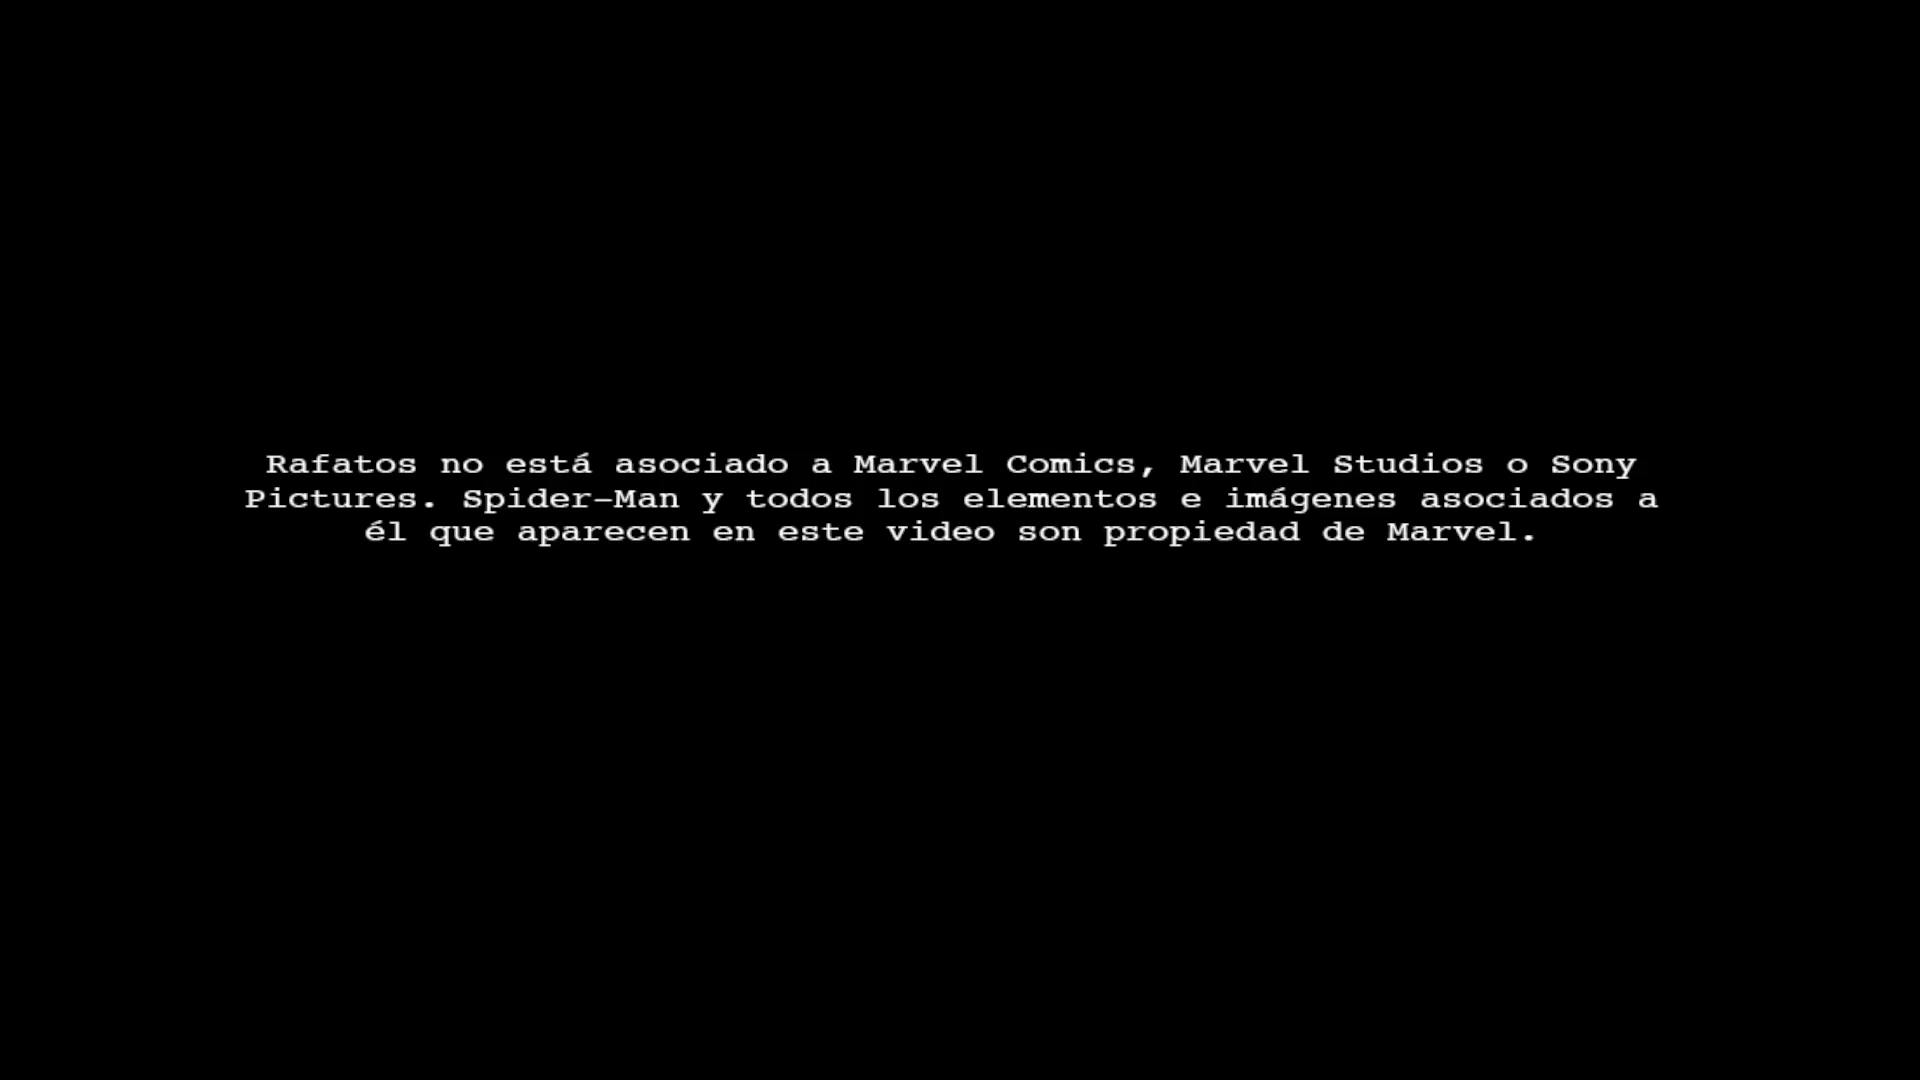 Rafatos no está asociado a Marvel Comics, Marvel Studios o Sony
Pictures. Spider-Man y todos los elementos e imágenes asociados a
él que aparecen en este video son propiedad de Marvel.